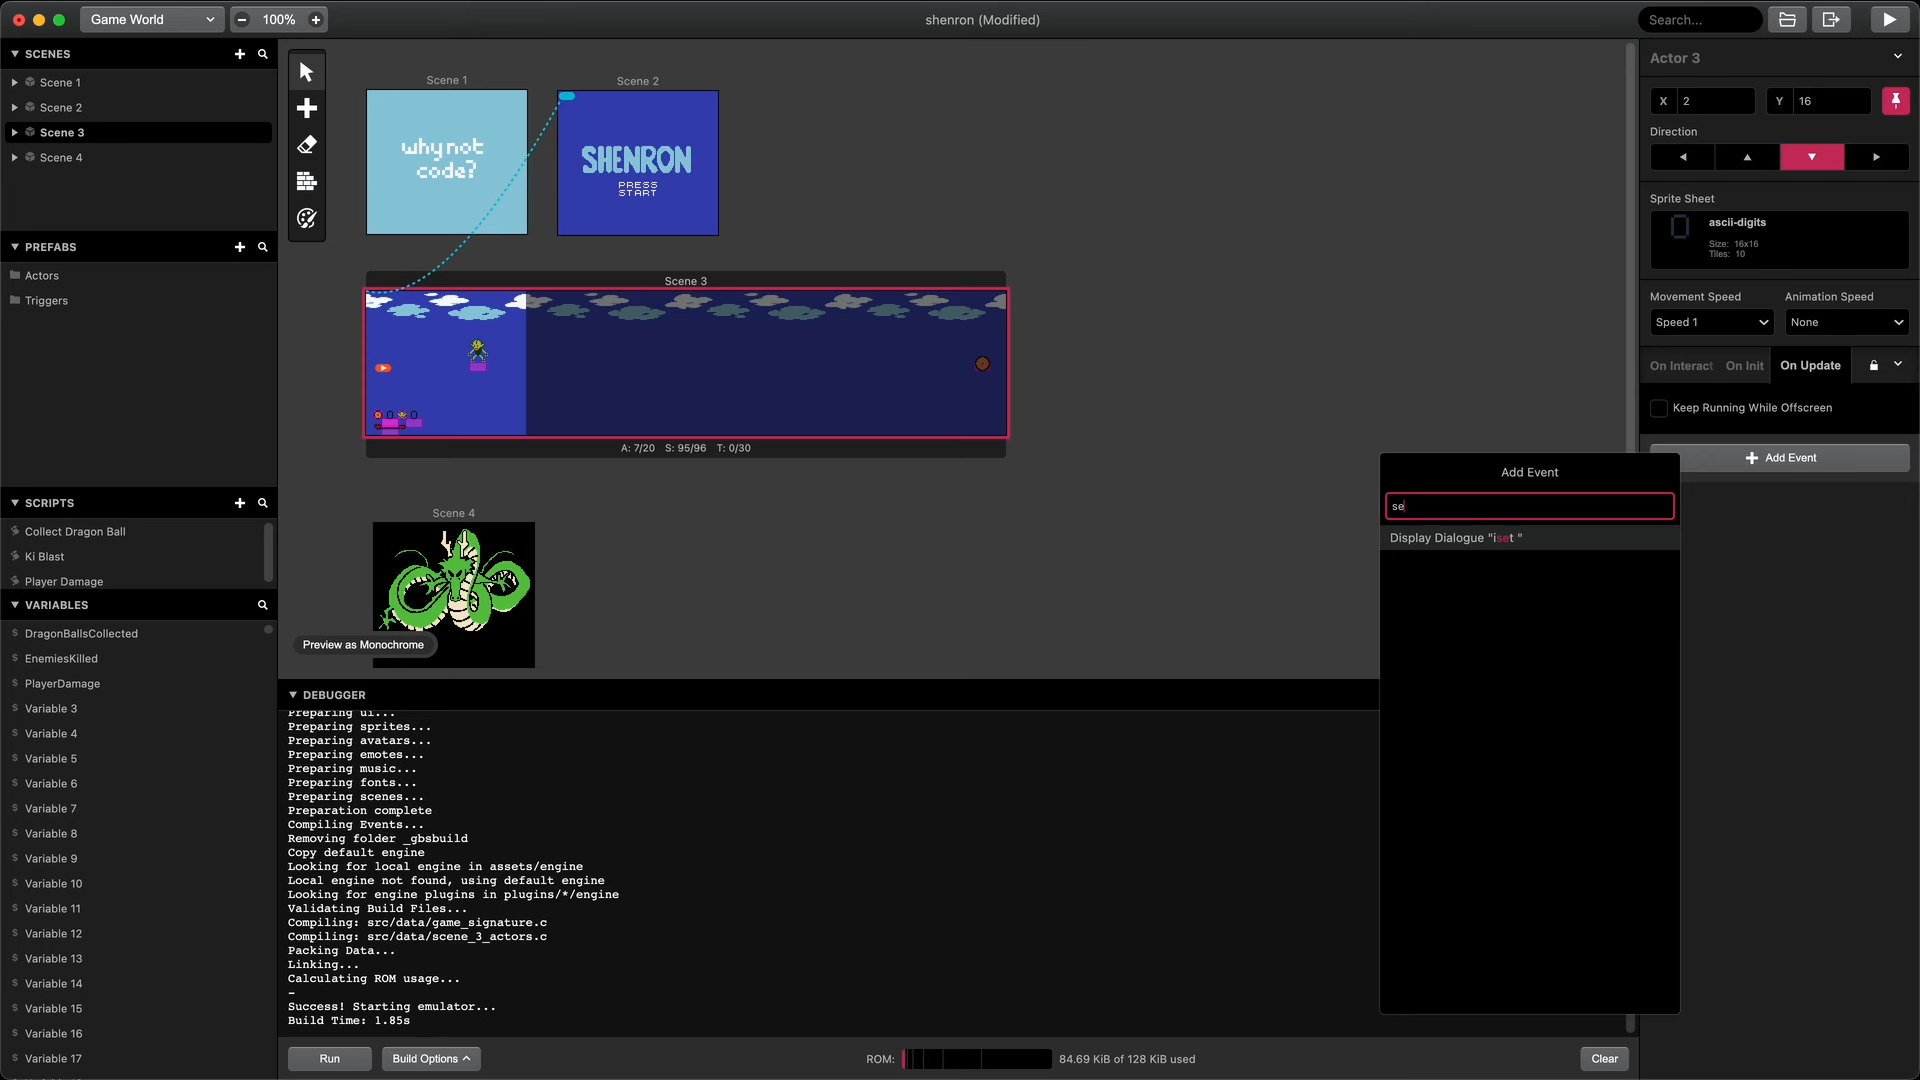 Game World
100%
shenron (Modified)
Search...
SCENES
Scene 1
Scene 2
Scene 3
Scene 4
PREFABS
Actors
Triggers
SCRIPTS
Collect Dragon Ball
Ki Blast
Player Damage
VARIABLES
DragonBallsCollected
EnemiesKilled
PlayerDamage
Variable 3
Variable 4
Variable 5
Variable 6
Variable 7
Variable 8
Variable 9
Variable 10
Variable 11
Variable 12
Variable 13
Variable 14
Variable 15
Variable 16
Variable 17
Scene 1
why not
code?
Scene 2
SHENRON
PRESS
START
Scene 3
A: 7/20 S: 95/96 T: 0/30
Scene 4
Preview as Monochrome
DEBUGGER
Preparing ui...
Preparing sprites...
Preparing avatars...
Preparing emotes...
Preparing music...
Preparing fonts...
Preparing scenes...
Preparation complete
Compiling Events...
Removing folder _gbsbuild
Copy default engine
Looking for local engine in assets/engine
Local engine not found, using default engine
Looking for engine plugins in plugins/*/engine
Validating Build Files...
Compiling: src/data/game_signature.c
Compiling: src/data/scene_3_actors.c
Packing Data...
Linking...
Calculating ROM usage...
-
Success! Starting emulator...
Build Time: 1.85s
Run
Build Options
ROM:
84.69 KiB of 128 KiB used
Clear
Add Event
se
Display Dialogue "iset "
Actor 3
X 2
Y 16
Direction
Sprite Sheet
ascii-digits
Size: 16x16
Tiles: 10
Movement Speed
Animation Speed
Speed 1
None
On Interact
On Init
On Update
Keep Running While Offscreen
Add Event